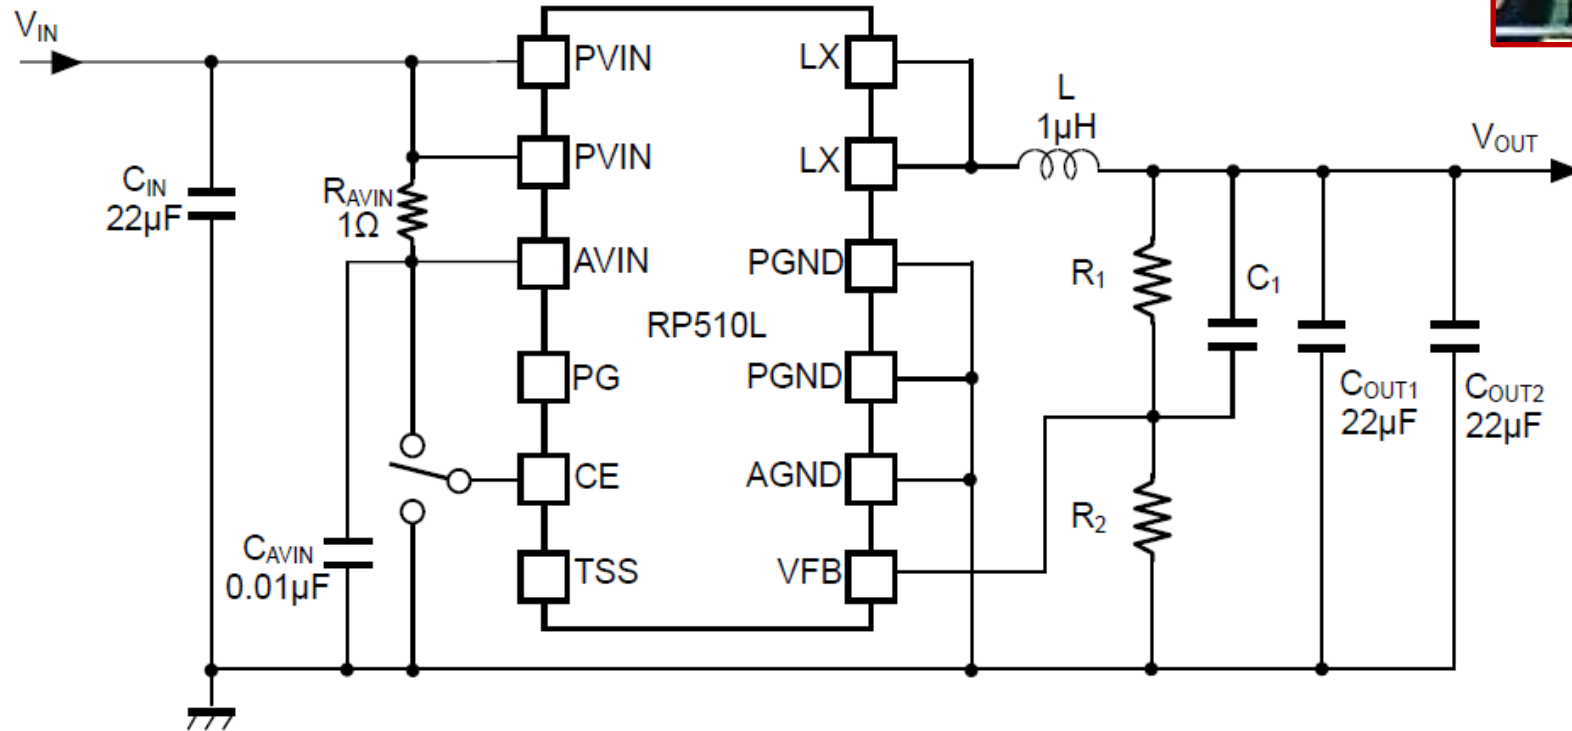 VIN
PVIN
LX
L
1µH
PVIN
LX
VOUT
CIN
22µF
RAVIN
1Ω
AVIN
PGND
R1
C1
RP510L
PG
PGND
COUT1
22µF
COUT2
22µF
CE
AGND
R2
CAVIN
0.01µF
TSS
VFB